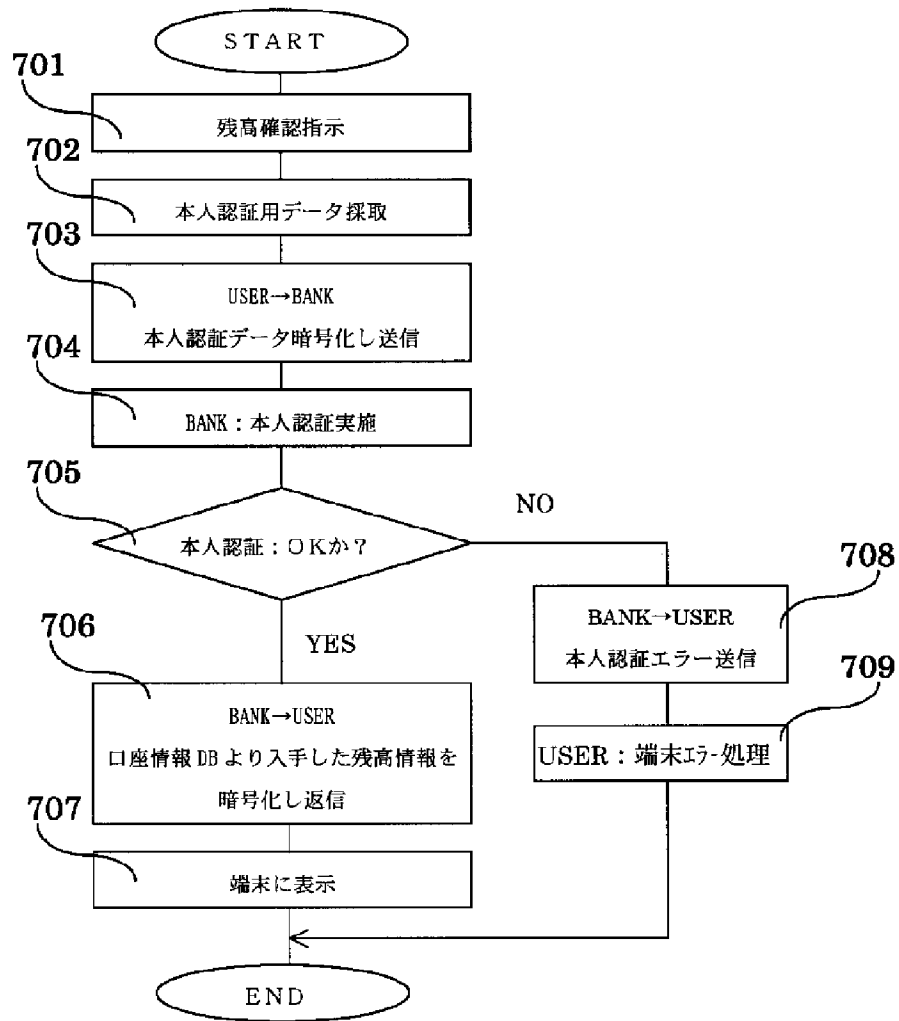 START
701
残高確認指示
702
本人認証用データ採取
703
USER→BANK
本人認証データ暗号化し送信
704
BANK：本人認証実施
705
本人認証：OKか？
NO
YES
706
BANK→USER
口座情報DBより入手した残高情報を
暗号化し返信
707
端末に表示
708
BANK→USER
本人認証エラー送信
709
USER：端末ｴﾗｰ処理
END